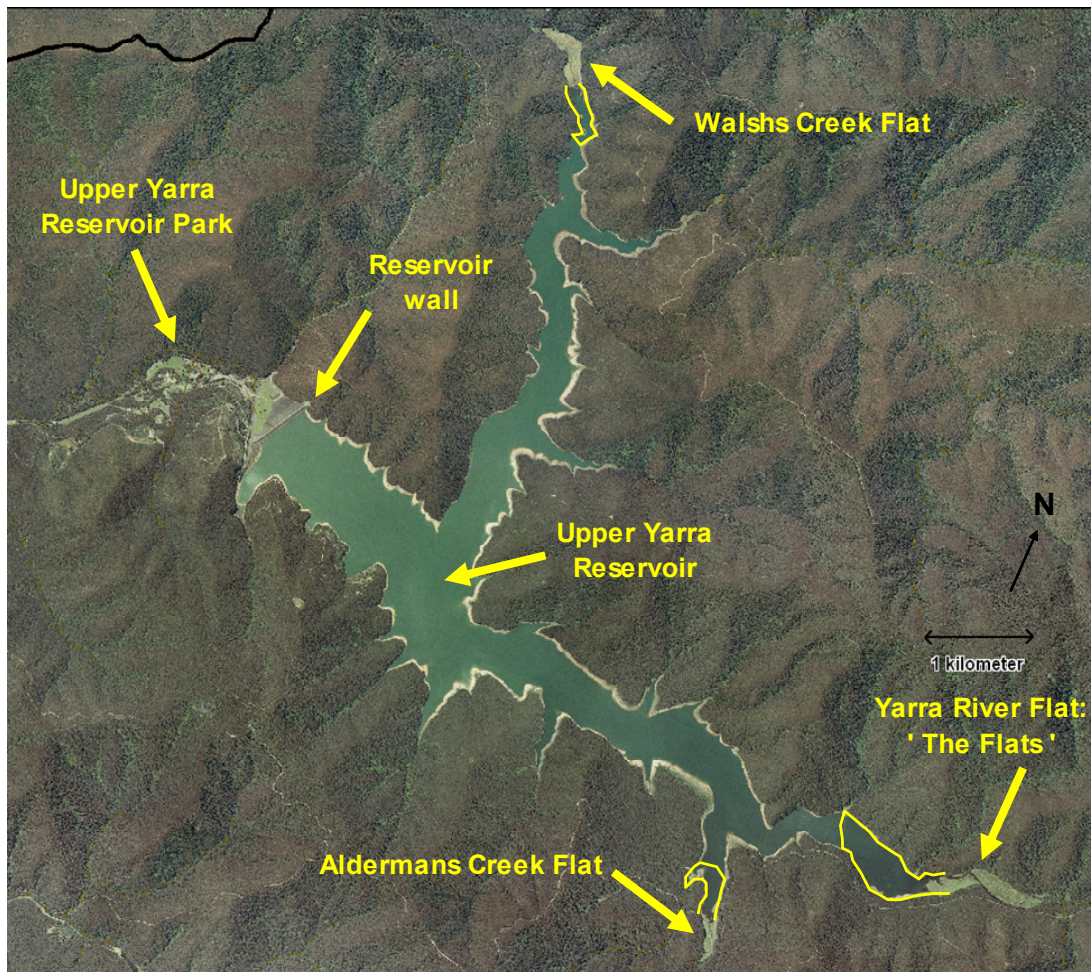 Walshs Creek Flat
Upper Yarra
Reservoir Park
Reservoir
wall
N
Upper Yarra
Reservoir
1 kilometer
Yarra River Flat:
' The Flats '
Aldermans Creek Flat